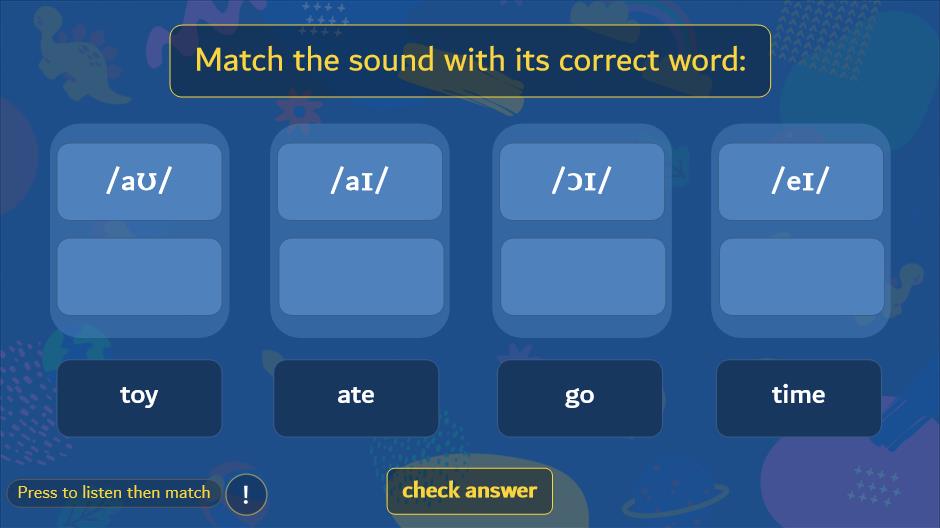 Match the sound with its correct word:
/aʊ/
/aɪ/
/ɔɪ/
/eɪ/
toy
ate
go
time
Press to listen then match
!
check answer